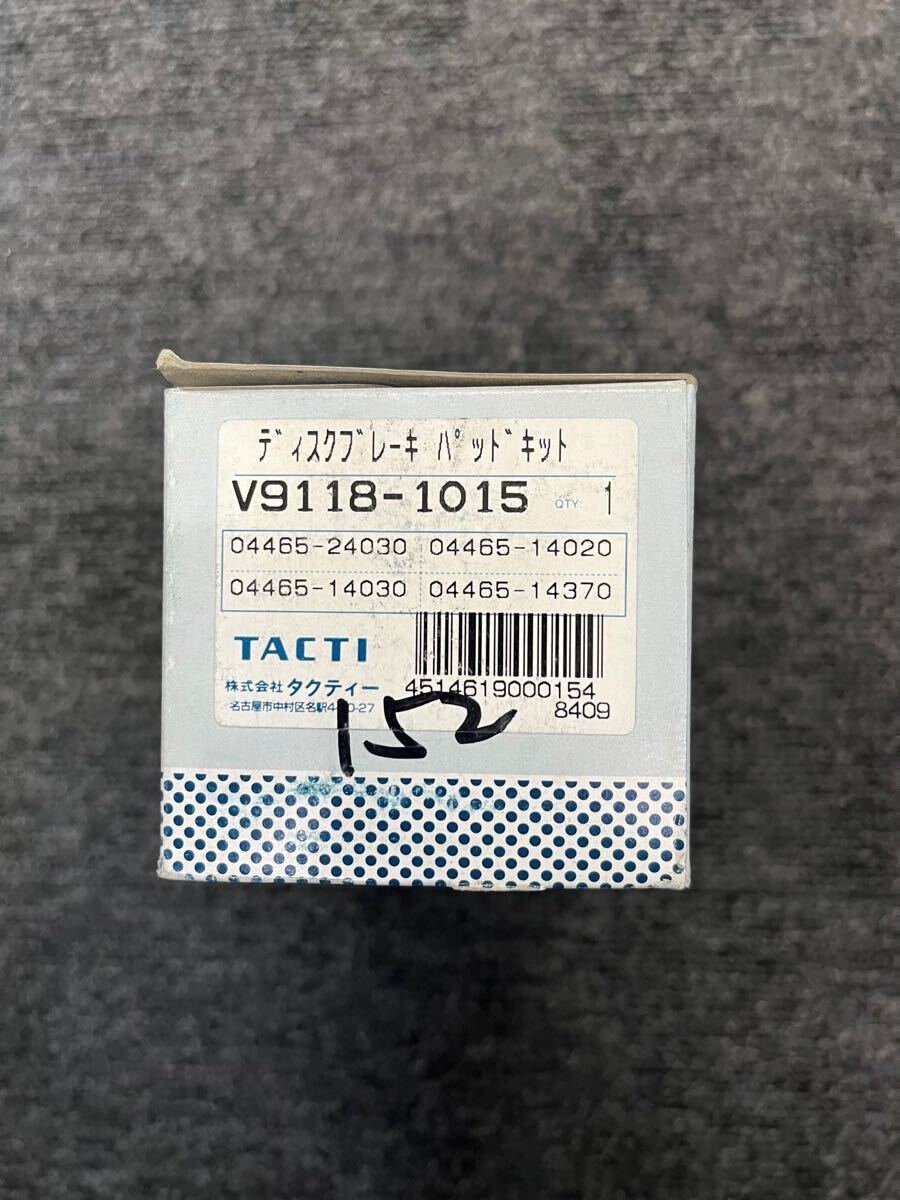 ディスクブレーキ パッドキット
V9118-1015 QTY: 1
04465-24030 04465-14020
04465-14030 04465-14370
TACTI
株式会社 タクティー
4514619000154
名古屋市中村区名駅4-20-27
8409
152